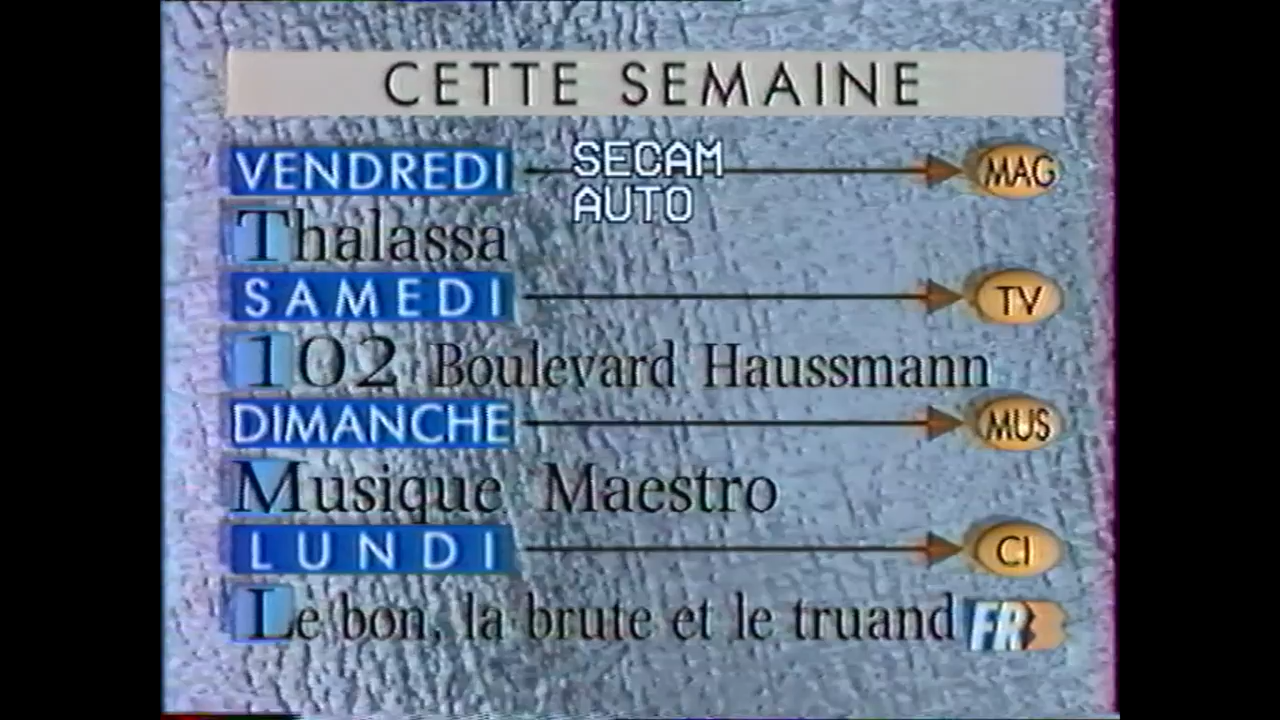 CETTE SEMAINE
VENDREDI SECAM MAG
AUTO
Thalassa
SAMEDI TV
102 Boulevard Haussmann
DIMANCHE MUS
Musique Maestro
LUNDI CI
Le bon, la brute et le truand FR3